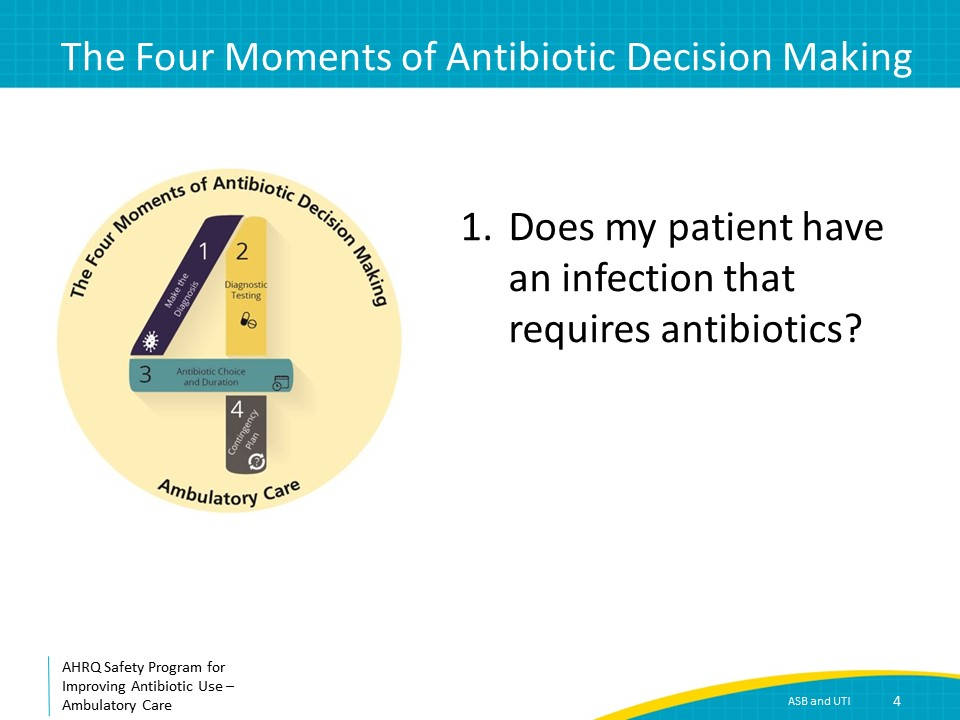 The Four Moments of Antibiotic Decision Making
The Four Moments of Antibiotic Decision Making
1
Make the
Diagnosis
2
Diagnostic
Testing
3
Antibiotic Choice
and Duration
4
Contingency
Plan
?
Ambulatory Care
1. Does my patient have
an infection that
requires antibiotics?
AHRQ Safety Program for
Improving Antibiotic Use –
Ambulatory Care
ASB and UTI
4